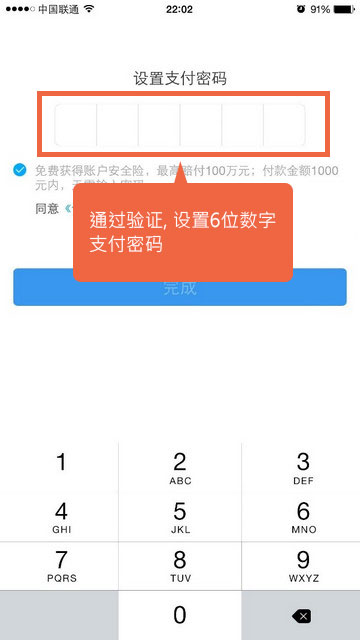 中国联通 22:02 91%
设置支付密码
免费获得账户安全险，最高赔付100万元；付款金额1000
元内，
同意《
通过验证, 设置6位数字
支付密码
完成
1 2 3
ABC DEF
4 5 6
GHI JKL MNO
7 8 9
PQRS TUV WXYZ
0